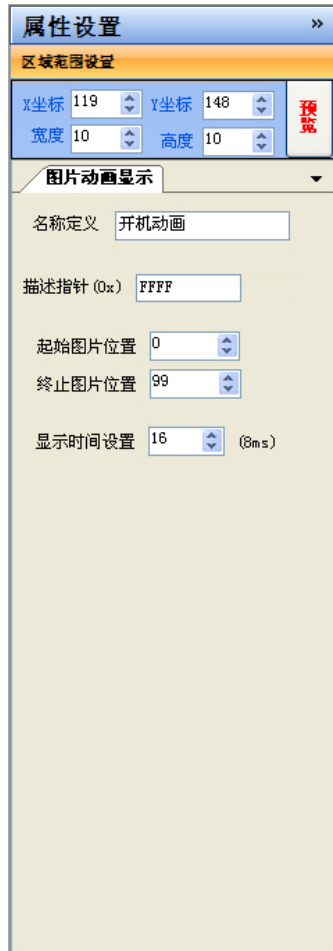 属性设置 »
区域范围设置
X坐标 119 Y坐标 148 预览
宽度 10 高度 10
图片动画显示
名称定义 开机动画
描述指针(0x) FFFF
起始图片位置 0
终止图片位置 99
显示时间设置 16 (8ms)